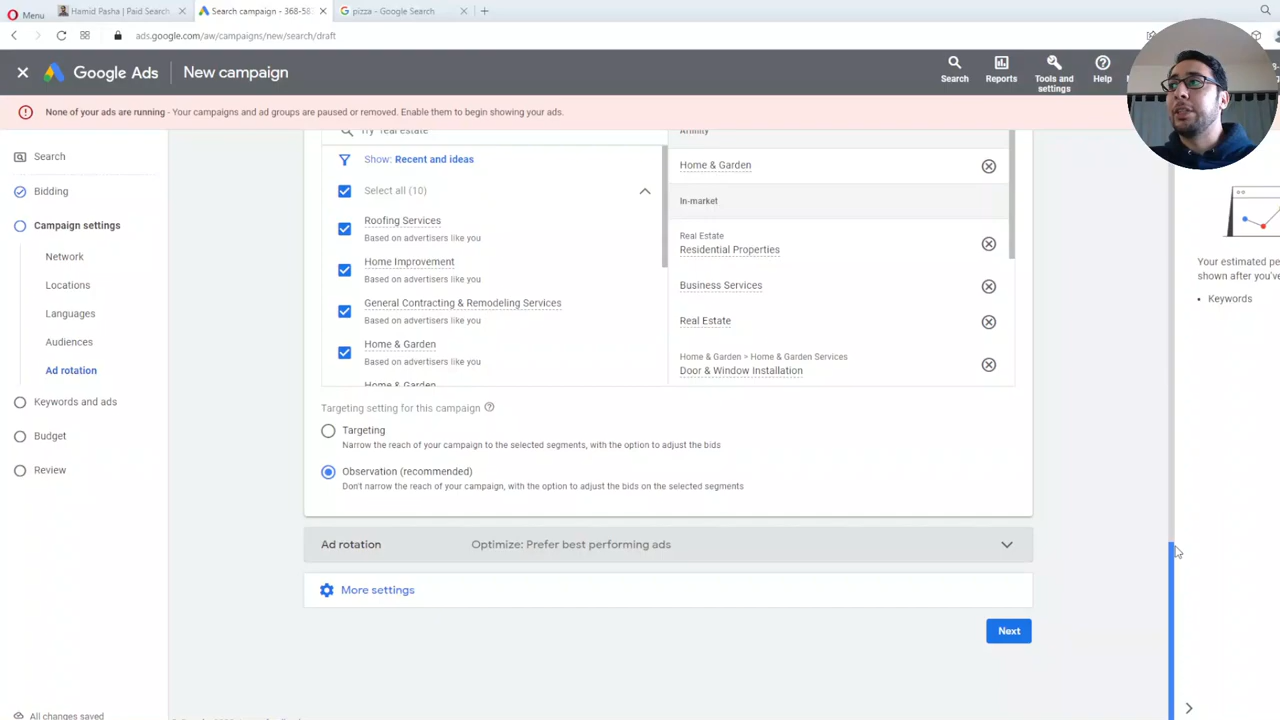 Menu
Hamid Pasha | Paid Search
Search campaign - 368-58
pizza - Google Search
ads.google.com/aw/campaigns/new/search/draft
Google Ads
New campaign
Search
Reports
Tools and settings
Help
None of your ads are running - Your campaigns and ad groups are paused or removed. Enable them to begin showing your ads.
Search
Bidding
Campaign settings
Network
Locations
Languages
Audiences
Ad rotation
Keywords and ads
Budget
Review
All changes saved
Try "real estate"
Show: Recent and ideas
Select all (10)
Roofing Services
Based on advertisers like you
Home Improvement
Based on advertisers like you
General Contracting & Remodeling Services
Based on advertisers like you
Home & Garden
Based on advertisers like you
Home & Garden
Affinity
Home & Garden
In-market
Real Estate
Residential Properties
Business Services
Real Estate
Home & Garden > Home & Garden Services
Door & Window Installation
Targeting setting for this campaign
Targeting
Narrow the reach of your campaign to the selected segments, with the option to adjust the bids
Observation (recommended)
Don't narrow the reach of your campaign, with the option to adjust the bids on the selected segments
Ad rotation
Optimize: Prefer best performing ads
More settings
Next
Your estimated pe
shown after you've
• Keywords